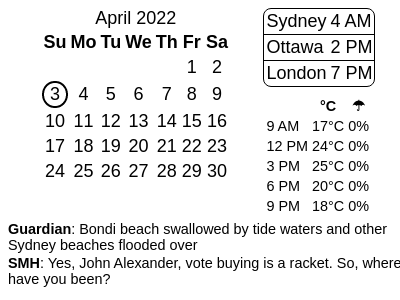 April 2022
Su Mo Tu We Th Fr Sa
1 2
3 4 5 6 7 8 9
10 11 12 13 14 15 16
17 18 19 20 21 22 23
24 25 26 27 28 29 30
Sydney 4 AM
Ottawa 2 PM
London 7 PM
°C ☂
9 AM 17°C 0%
12 PM 24°C 0%
3 PM 25°C 0%
6 PM 20°C 0%
9 PM 18°C 0%
Guardian: Bondi beach swallowed by tide waters and other
Sydney beaches flooded over
SMH: Yes, John Alexander, vote buying is a racket. So, where
have you been?